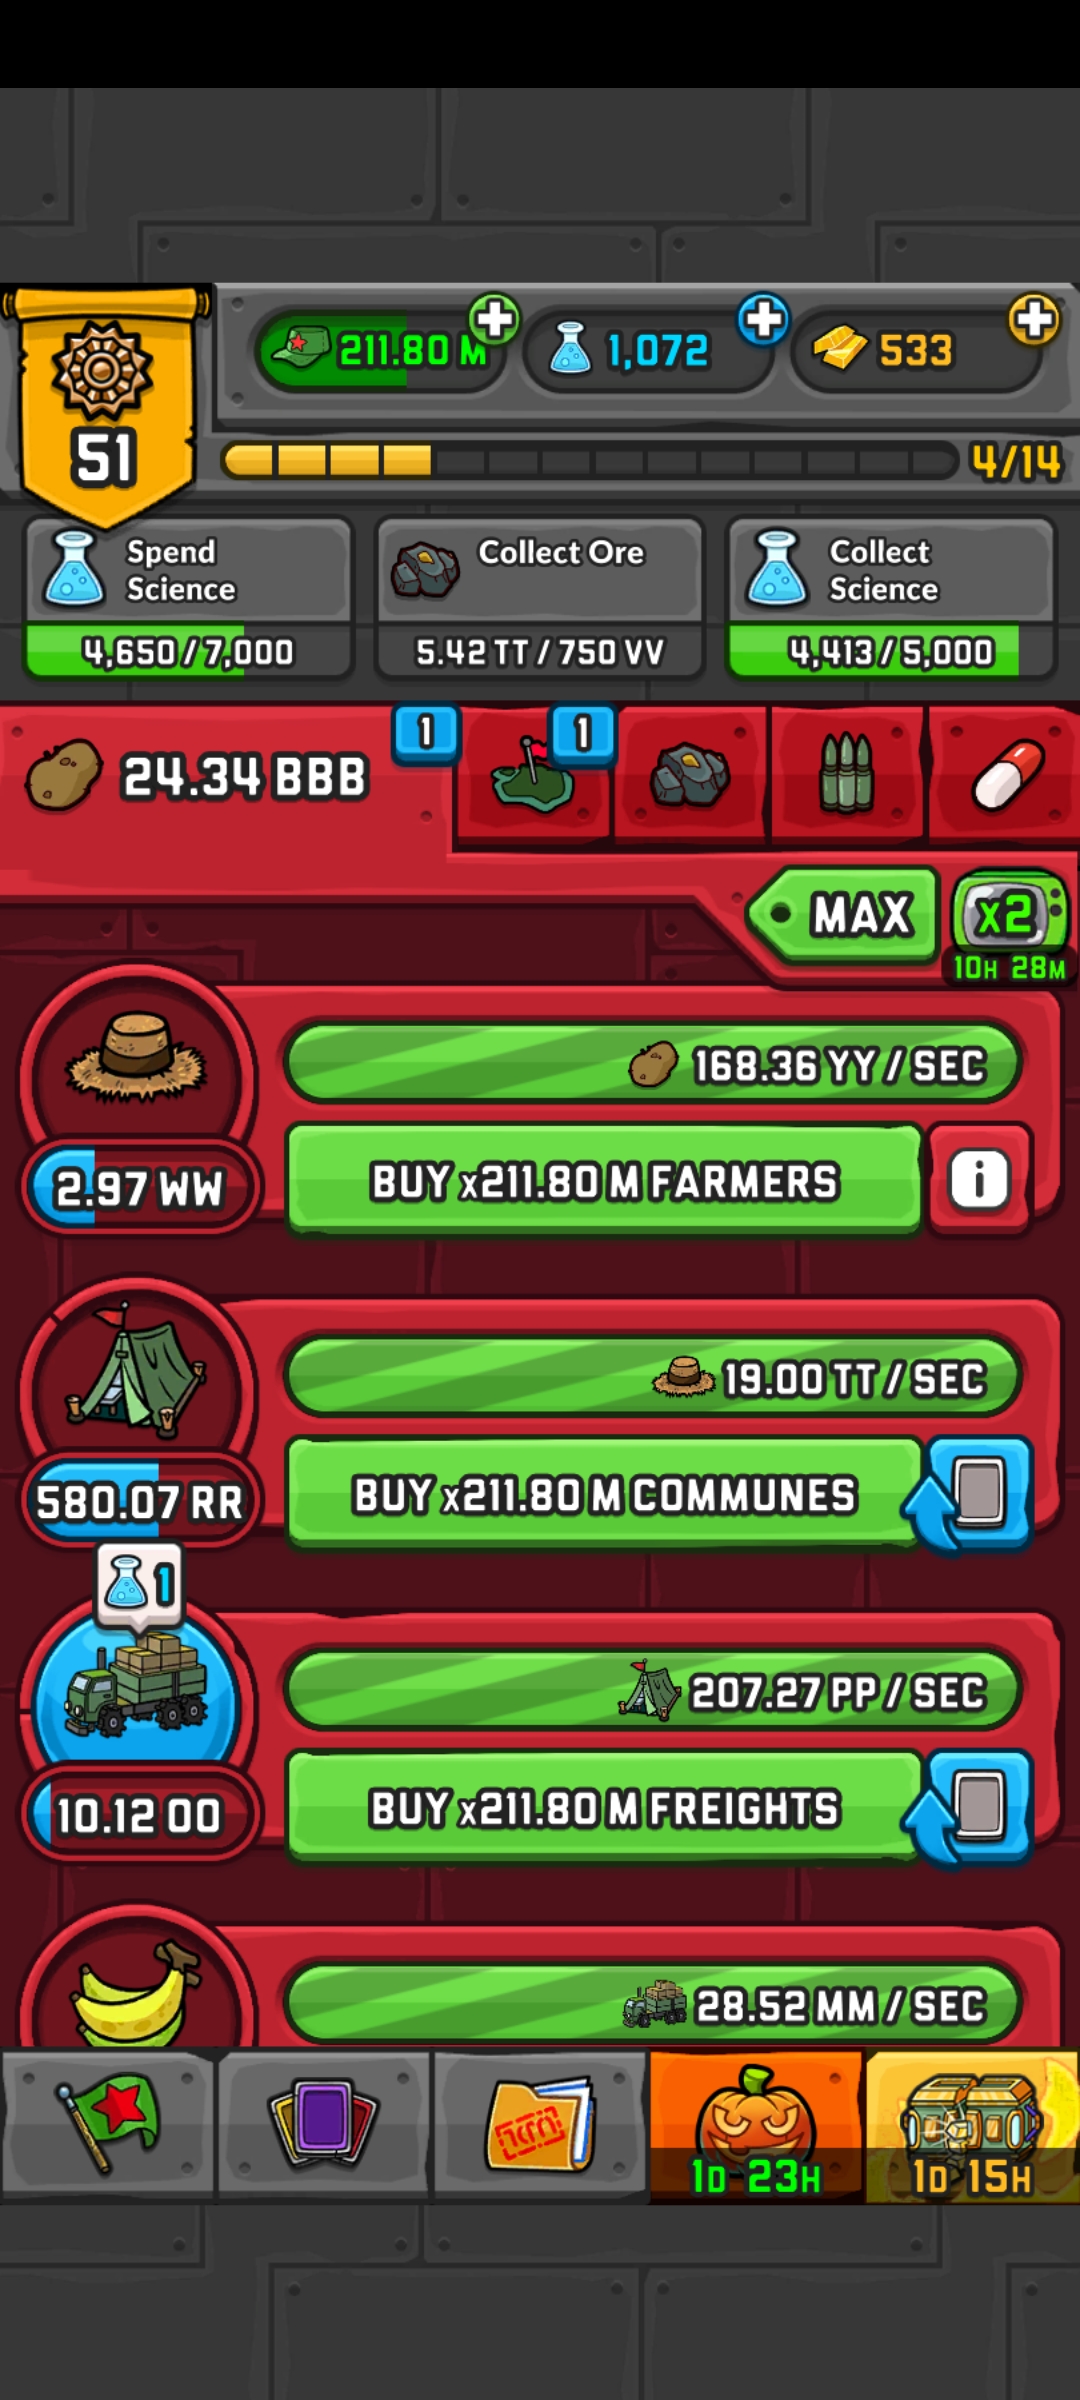 211.80 M
1,072
533
51
4/14
Spend
Science
4,650/7,000
Collect Ore
5.42 TT / 750 VV
Collect
Science
4,413/5,000
24.34 BBB
1
1
MAX
x2
10H 28M
168.36 YY / SEC
2.97 WW
BUY x211.80 M FARMERS
i
19.00 TT / SEC
580.07 RR
BUY x211.80 M COMMUNES
1
207.27 PP / SEC
10.12 OO
BUY x211.80 M FREIGHTS
28.52 MM / SEC
1D 23H
1D 15H